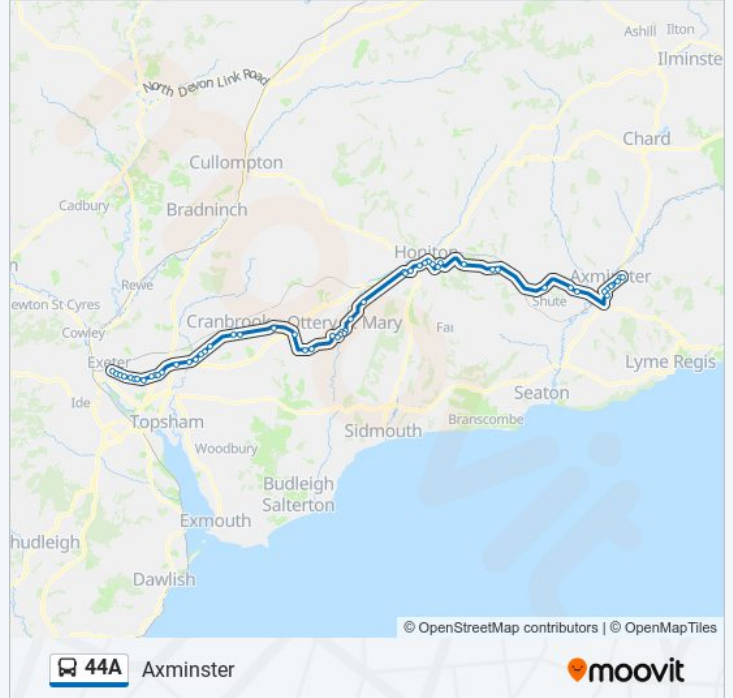 Ashill
Ilton
Ilminste
North Devon Link Road
Chard
Cullompton
Cadbury
Bradninch
n
Honiton
Axminster
Rewe
ewton St Cyres
Shute
Cranbrook
Ottery St Mary
Cowley
Fai
Exeter
Lyme Regis
Ide
Seaton
Topsham
Branscombe
Sidmouth
Woodbury
Budleigh
Salterton
Exmouth
hudleigh
Dawlish
© OpenStreetMap contributors | © OpenMapTiles
44A Axminster
moovit